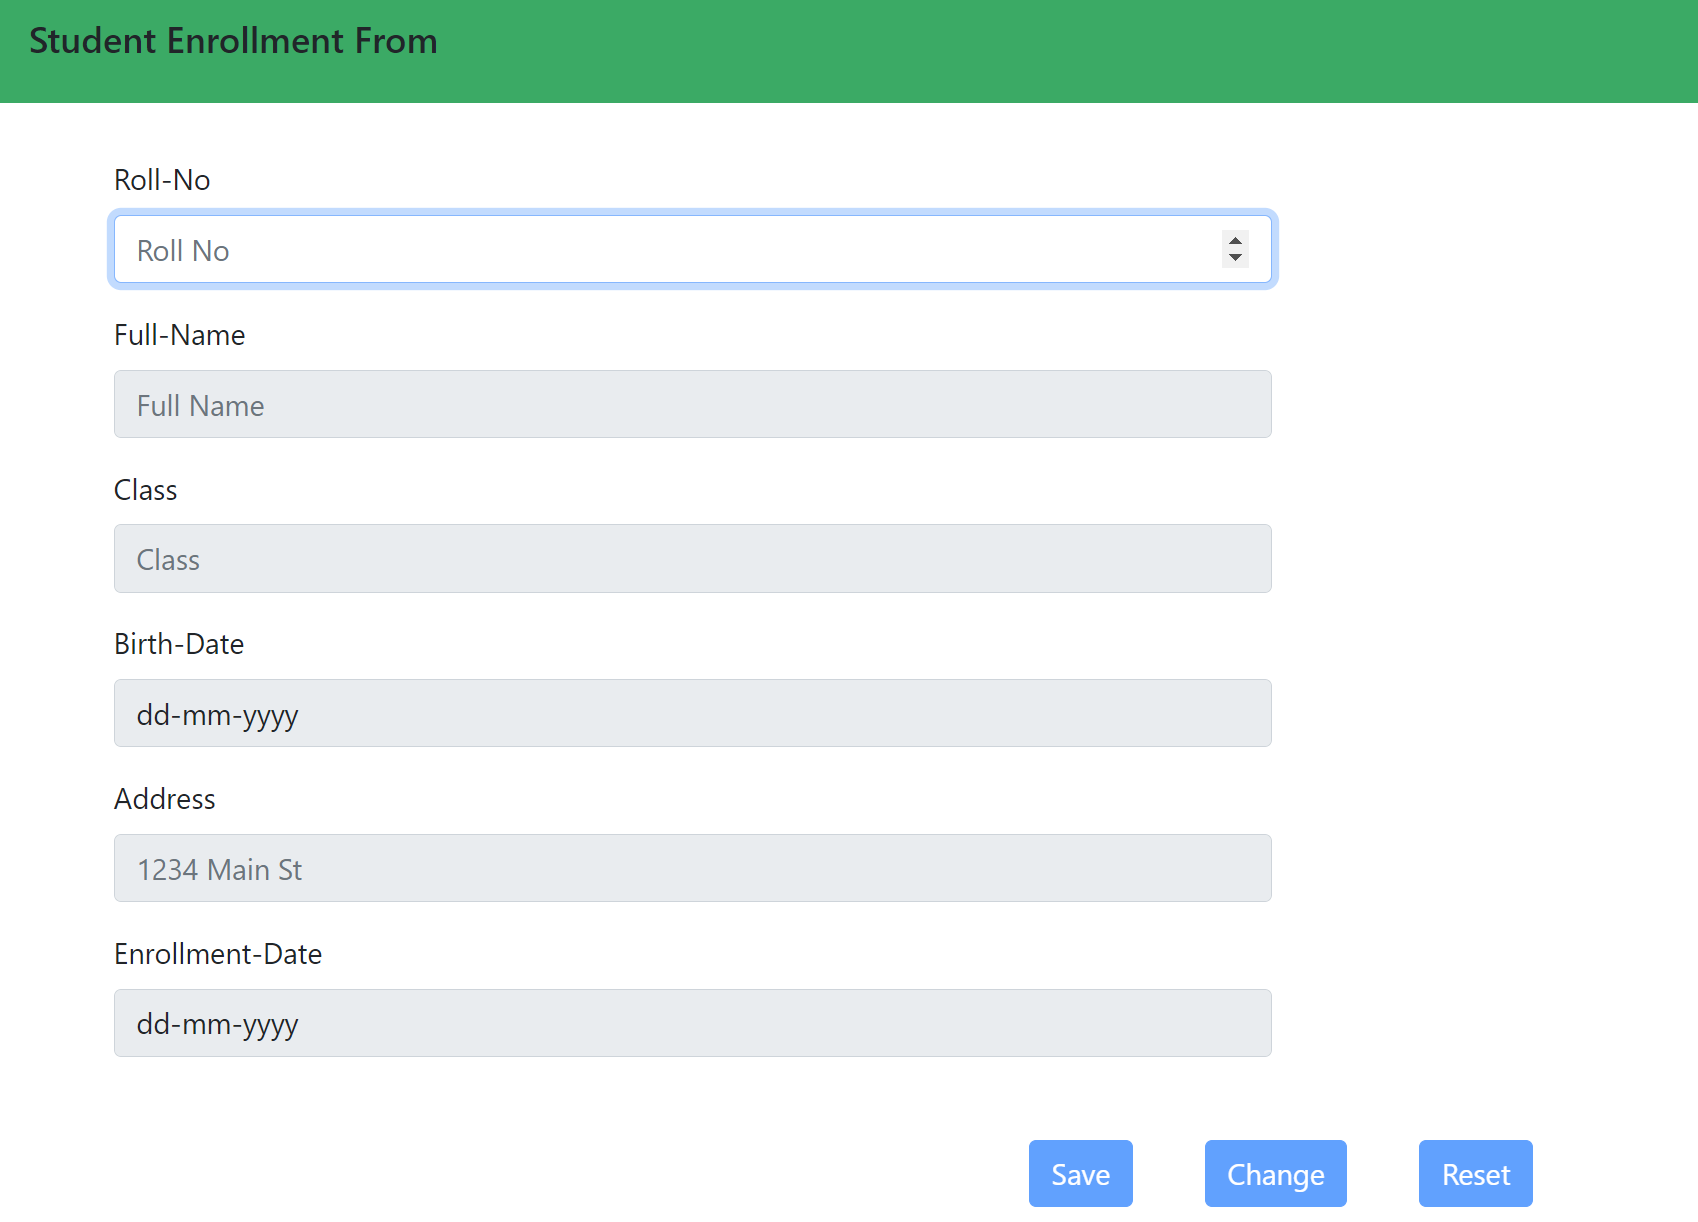 Student Enrollment From
Roll-No
Roll No
Full-Name
Full Name
Class
Class
Birth-Date
dd-mm-yyyy
Address
1234 Main St
Enrollment-Date
dd-mm-yyyy
Save Change Reset